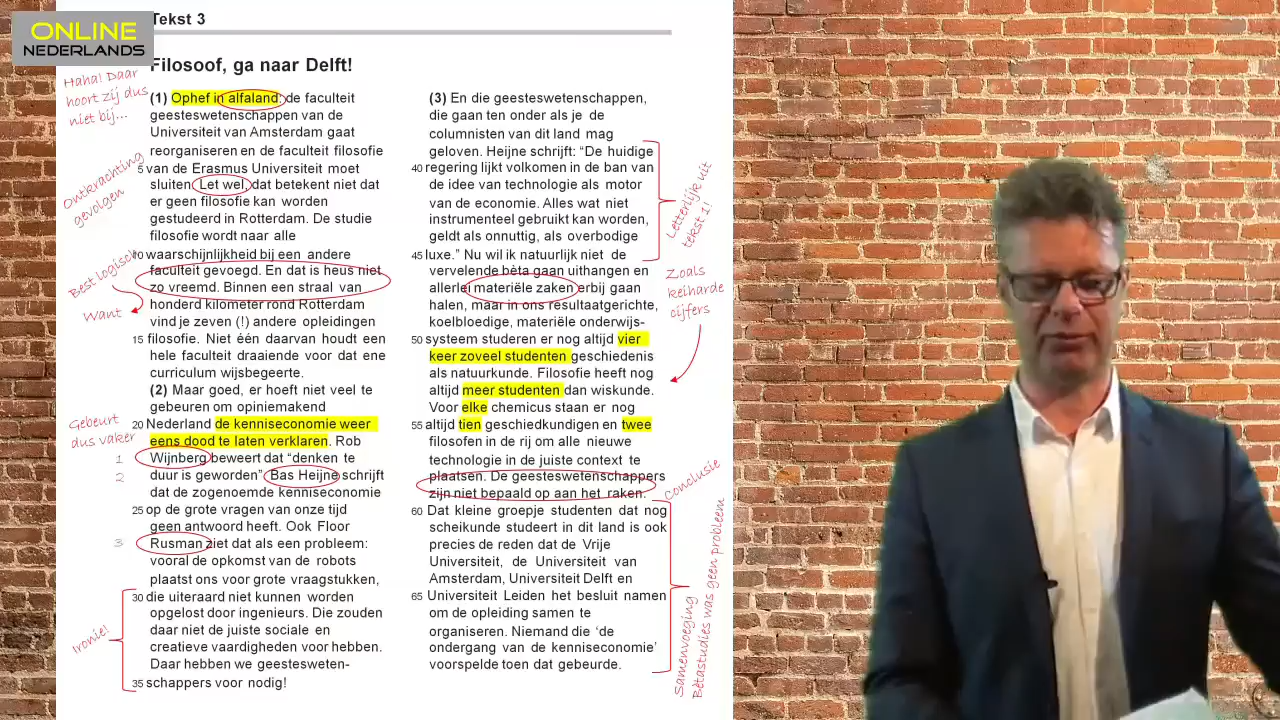 ONLINE
NEDERLANDS
Tekst 3
Filosoof, ga naar Delft!
Haha! Daar
hoort zij dus
niet bij...
(1) Ophef in alfaland: de faculteit
geesteswetenschappen van de
Universiteit van Amsterdam gaat
reorganiseren en de faculteit filosofie
5 van de Erasmus Universiteit moet
sluiten. Let wel, dat betekent niet dat
er geen filosofie kan worden
gestudeerd in Rotterdam. De studie
filosofie wordt naar alle
10 waarschijnlijkheid bij een andere
faculteit gevoegd. En dat is heus niet
zo vreemd. Binnen een straal van
honderd kilometer rond Rotterdam
vind je zeven (!) andere opleidingen
15 filosofie. Niet één daarvan houdt een
hele faculteit draaiende voor dat ene
curriculum wijsbegeerte.
Ontkrachting
gevolgen
Best logisch
Want
(2) Maar goed, er hoeft niet veel te
gebeuren om opiniemakend
20 Nederland de kenniseconomie weer
eens dood te laten verklaren. Rob
Wijnberg beweert dat “denken te
duur is geworden”. Bas Heijne schrijft
dat de zogenoemde kenniseconomie
25 op de grote vragen van onze tijd
geen antwoord heeft. Ook Floor
Rusman ziet dat als een probleem:
vooral de opkomst van de robots
plaatst ons voor grote vraagstukken,
30 die uiteraard niet kunnen worden
opgelost door ingenieurs. Die zouden
daar niet de juiste sociale en
creatieve vaardigheden voor hebben.
Daar hebben we geestesweten-
35 schappers voor nodig!
Gebeurt
dus vaker
1
2
3
Ironie!
(3) En die geesteswetenschappen,
die gaan ten onder als je de
columnisten van dit land mag
geloven. Heijne schrijft: “De huidige
40 regering lijkt volkomen in de ban van
de idee van technologie als motor
van de economie. Alles wat niet
instrumenteel gebruikt kan worden,
geldt als onnuttig, als overbodige
45 luxe.” Nu wil ik natuurlijk niet de
vervelende bèta gaan uithangen en
allerlei materiële zaken erbij gaan
halen, maar in ons resultaatgerichte,
koelbloedige, materiële onderwijs-
50 systeem studeren er nog altijd vier
keer zoveel studenten geschiedenis
als natuurkunde. Filosofie heeft nog
altijd meer studenten dan wiskunde.
Voor elke chemicus staan er nog
55 altijd tien geschiedkundigen en twee
filosofen in de rij om alle nieuwe
technologie in de juiste context te
plaatsen. De geesteswetenschappers
zijn niet bepaald op aan het raken.
60 Dat kleine groepje studenten dat nog
scheikunde studeert in dit land is ook
precies de reden dat de Vrije
Universiteit, de Universiteit van
Amsterdam, Universiteit Delft en
65 Universiteit Leiden het besluit namen
om de opleiding samen te
organiseren. Niemand die ‘de
ondergang van de kenniseconomie’
voorspelde toen dat gebeurde.
Letterlijk uit
tekst 1!
Zoals
keiharde
cijfers
conclusie
Samenvoeging
Bètastudies was geen probleem